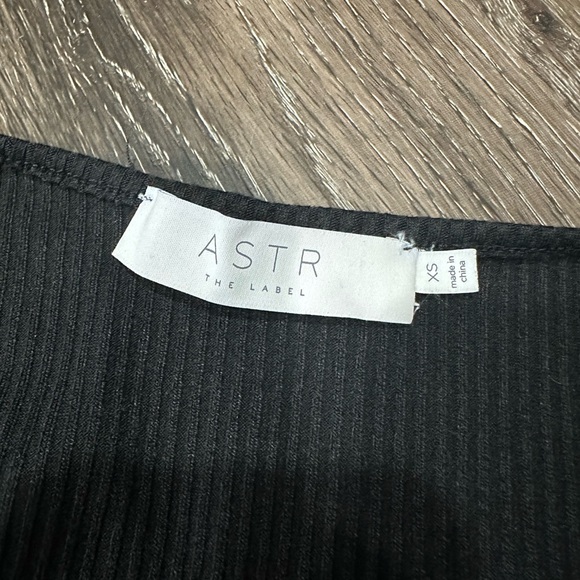 ASTR
THE LABEL
XS
made in
china